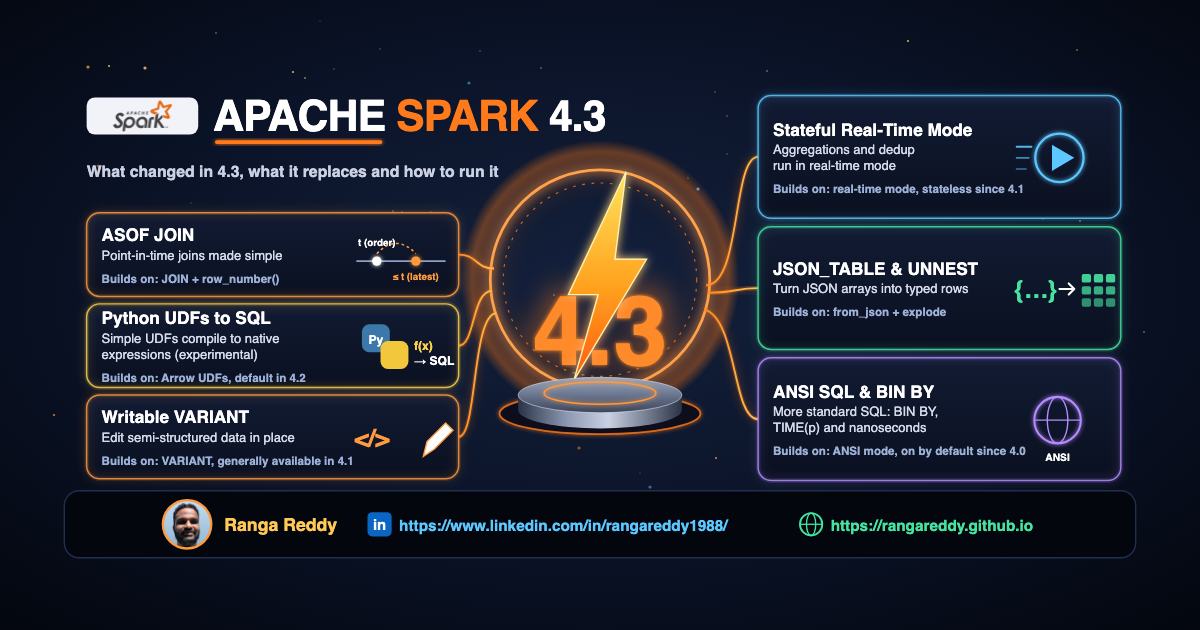 APACHE
Spark
APACHE SPARK 4.3
What changed in 4.3, what it replaces and how to run it
ASOF JOIN
Point-in-time joins made simple
Builds on: JOIN + row_number()
t (order)
≤ t (latest)
Python UDFs to SQL
Simple UDFs compile to native
expressions (experimental)
Builds on: Arrow UDFs, default in 4.2
Py
f(x)
→ SQL
Writable VARIANT
Edit semi-structured data in place
Builds on: VARIANT, generally available in 4.1
</>
4.3
Stateful Real-Time Mode
Aggregations and dedup
run in real-time mode
Builds on: real-time mode, stateless since 4.1
JSON_TABLE & UNNEST
Turn JSON arrays into typed rows
Builds on: from_json + explode
{...}→
ANSI SQL & BIN BY
More standard SQL: BIN BY,
TIME(p) and nanoseconds
Builds on: ANSI mode, on by default since 4.0
ANSI
Ranga Reddy
in
https://www.linkedin.com/in/rangareddy1988/
https://rangareddy.github.io